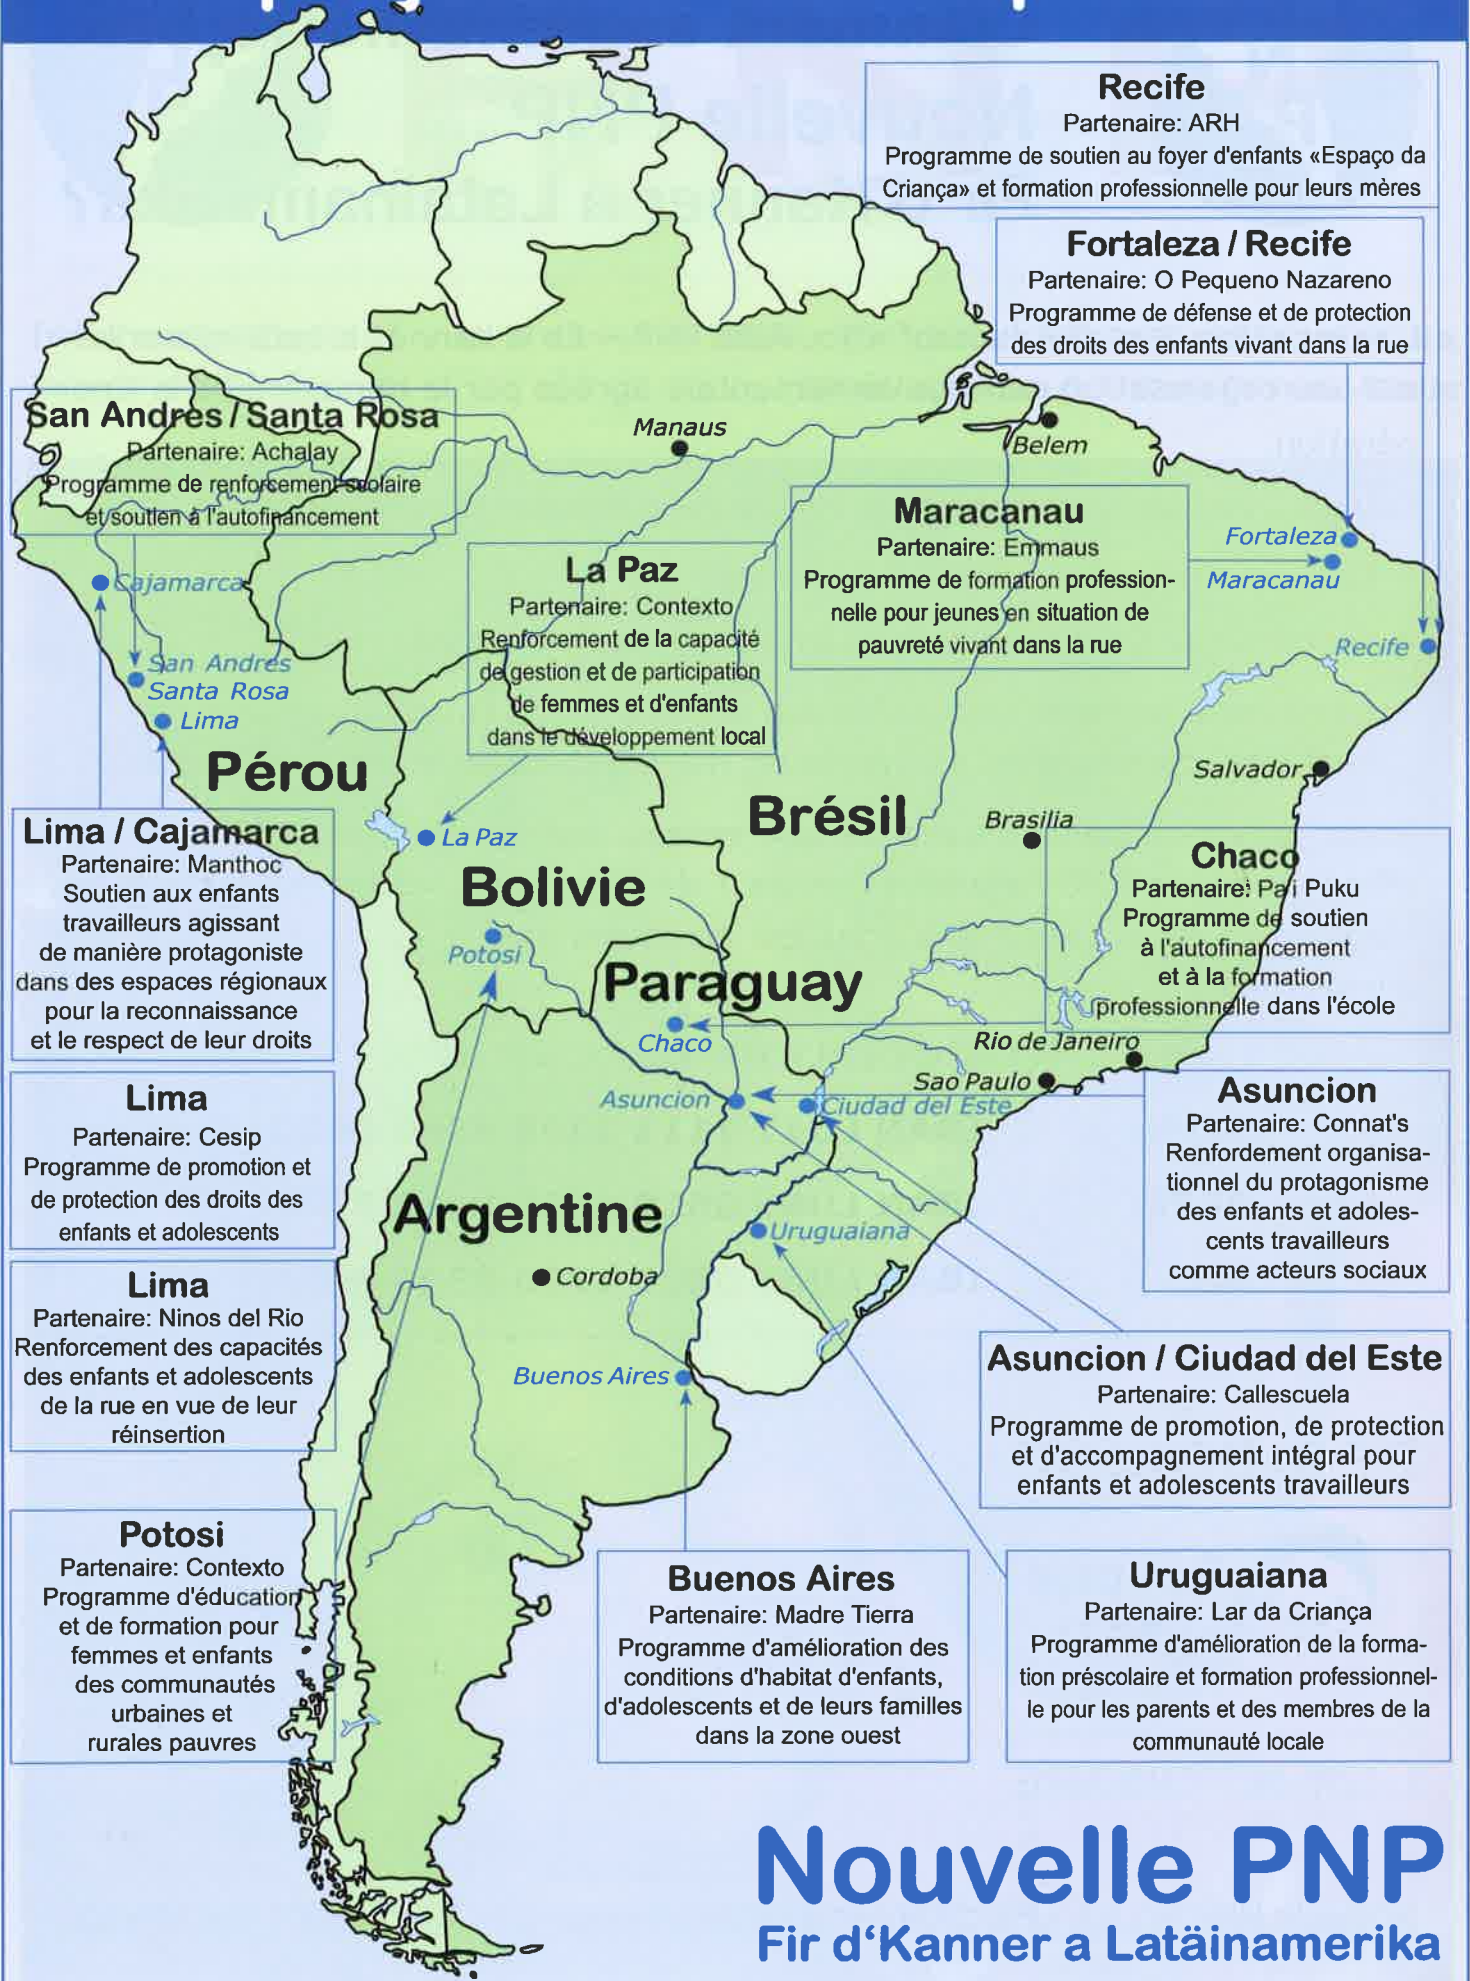 Recife
Partenaire: ARH
Programme de soutien au foyer d'enfants «Espaço da
Criança» et formation professionnelle pour leurs mères
Fortaleza / Recife
Partenaire: O Pequeno Nazareno
Programme de défense et de protection
des droits des enfants vivant dans la rue
San Andres / Santa Rosa
Partenaire: Achalay
Programme de renforcement scolaire
et soutien à l'autofinancement
Manaus
Belem
Maracanau
Partenaire: Emmaus
Programme de formation profession-
nelle pour jeunes en situation de
pauvreté vivant dans la rue
Fortaleza
Maracanau
Recife
La Paz
Partenaire: Contexto
Renforcement de la capacité
de gestion et de participation
de femmes et d'enfants
dans le développement local
Cajamarca
San Andres
Santa Rosa
Lima
Pérou
Brésil
Salvador
Brasilia
La Paz
Bolivie
Potosi
Lima / Cajamarca
Partenaire: Manthoc
Soutien aux enfants
travailleurs agissant
de manière protagoniste
dans des espaces régionaux
pour la reconnaissance
et le respect de leur droits
Chaco
Partenaire: Pa'i Puku
Programme de soutien
à l'autofinancement
et à la formation
professionnelle dans l'école
Paraguay
Chaco
Rio de Janeiro
Sao Paulo
Asuncion
Ciudad del Este
Lima
Partenaire: Cesip
Programme de promotion et
de protection des droits des
enfants et adolescents
Asuncion
Partenaire: Connat's
Renfordement organisa-
tionnel du protagonisme
des enfants et adoles-
cents travailleurs
comme acteurs sociaux
Argentine
Uruguaiana
Cordoba
Lima
Partenaire: Ninos del Rio
Renforcement des capacités
des enfants et adolescents
de la rue en vue de leur
réinsertion
Buenos Aires
Asuncion / Ciudad del Este
Partenaire: Callescuela
Programme de promotion, de protection
et d'accompagnement intégral pour
enfants et adolescents travailleurs
Potosi
Partenaire: Contexto
Programme d'éducation
et de formation pour
femmes et enfants
des communautés
urbaines et
rurales pauvres
Buenos Aires
Partenaire: Madre Tierra
Programme d'amélioration des
conditions d'habitat d'enfants,
d'adolescents et de leurs familles
dans la zone ouest
Uruguaiana
Partenaire: Lar da Criança
Programme d'amélioration de la forma-
tion préscolaire et formation professionnel-
le pour les parents et des membres de la
communauté locale
Nouvelle PNP
Fir d'Kanner a Latäinamerika